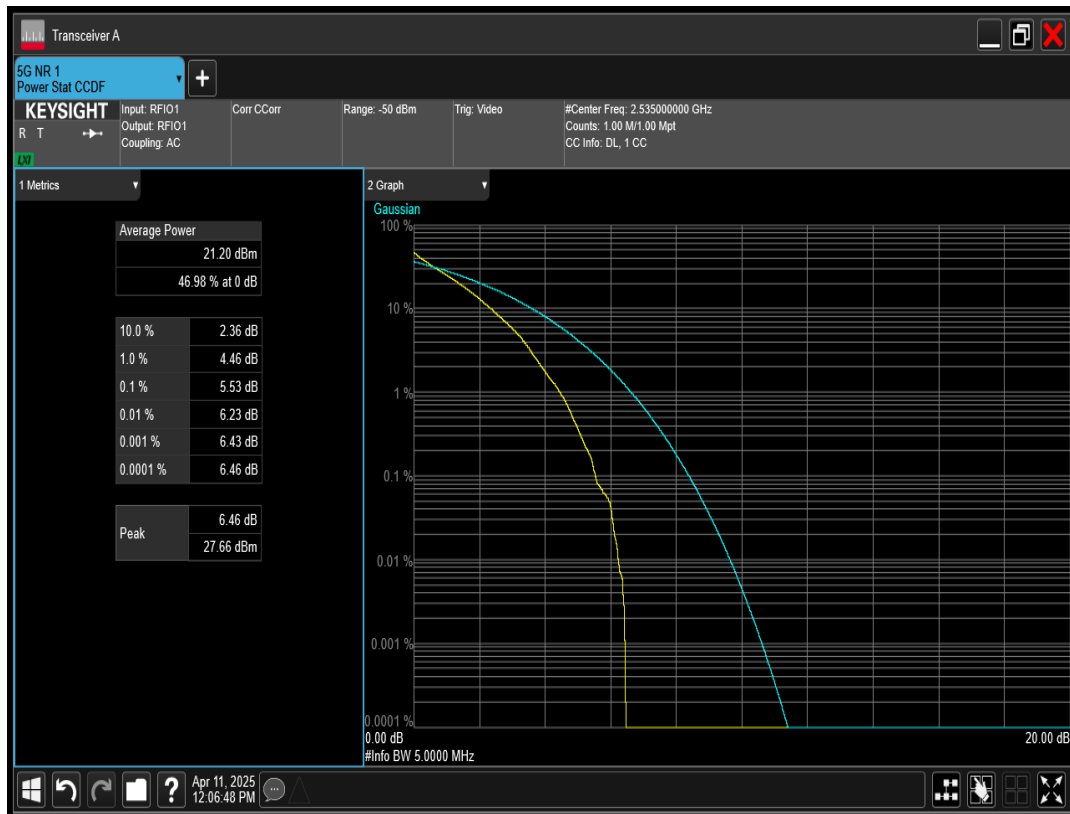 Transceiver A
5G NR 1
Power Stat CCDF
+
KEYSIGHT
R T
LXI
Input: RFIO1
Output: RFIO1
Coupling: AC
Corr CCorr
Range: -50 dBm
Trig: Video
#Center Freq: 2.535000000 GHz
Counts: 1.00 M/1.00 Mpt
CC Info: DL, 1 CC
1 Metrics
Average Power
21.20 dBm
46.98 % at 0 dB
10.0 % 2.36 dB
1.0 % 4.46 dB
0.1 % 5.53 dB
0.01 % 6.23 dB
0.001 % 6.43 dB
0.0001 % 6.46 dB
Peak
6.46 dB
27.66 dBm
2 Graph
Gaussian
100 %
10 %
1 %
0.1 %
0.01 %
0.001 %
0.0001 %
0.00 dB 20.00 dB
#Info BW 5.0000 MHz
?
Apr 11, 2025
12:06:48 PM